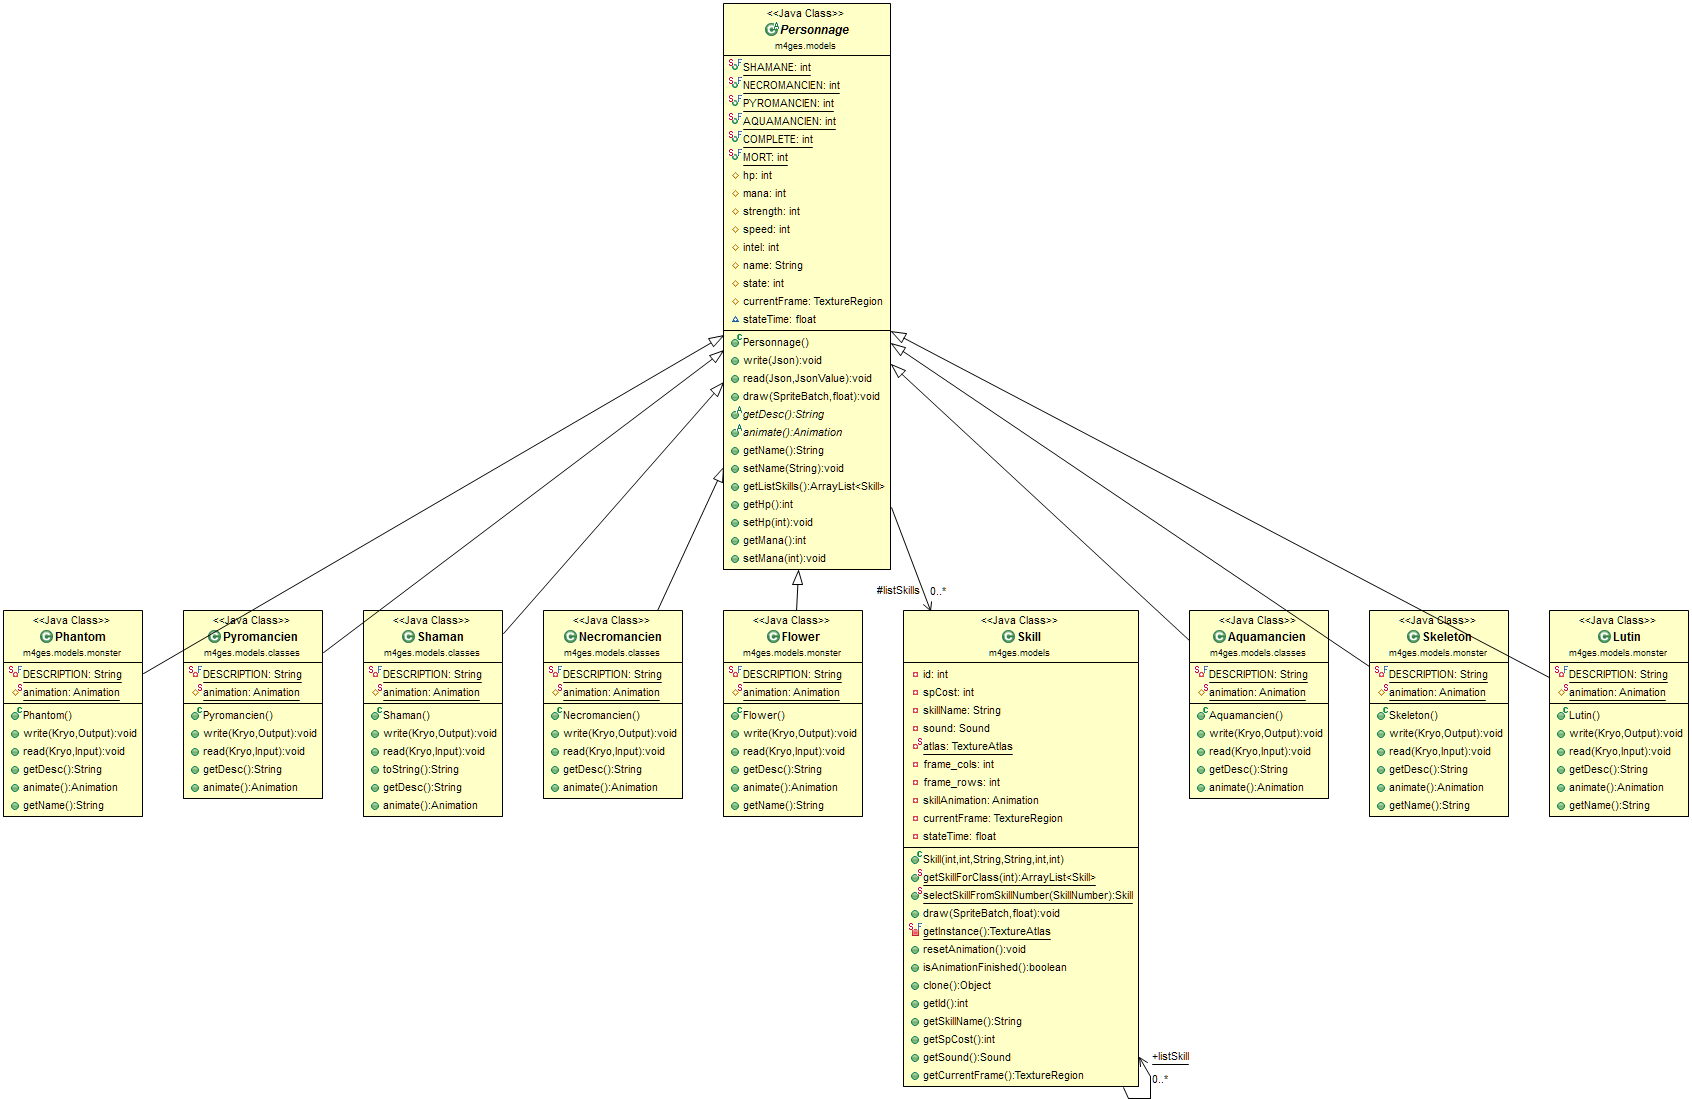 <<Java Class>>
Personnage
m4ges.models
SHAMANE: int
NECROMANCIEN: int
PYROMANCIEN: int
AQUAMANCIEN: int
COMPLETE: int
MORT: int
hp: int
mana: int
strength: int
speed: int
intel: int
name: String
state: int
currentFrame: TextureRegion
stateTime: float
Personnage()
write(Json):void
read(Json,JsonValue):void
draw(SpriteBatch,float):void
getDesc():String
animate():Animation
getName():String
setName(String):void
getListSkills():ArrayList<Skill>
getHp():int
setHp(int):void
getMana():int
setMana(int):void
#listSkills 0..*
<<Java Class>>
Phantom
m4ges.models.monster
DESCRIPTION: String
animation: Animation
Phantom()
write(Kryo,Output):void
read(Kryo,Input):void
getDesc():String
animate():Animation
getName():String
<<Java Class>>
Pyromancien
m4ges.models.classes
DESCRIPTION: String
animation: Animation
Pyromancien()
write(Kryo,Output):void
read(Kryo,Input):void
getDesc():String
animate():Animation
<<Java Class>>
Shaman
m4ges.models.classes
DESCRIPTION: String
animation: Animation
Shaman()
write(Kryo,Output):void
read(Kryo,Input):void
toString():String
getDesc():String
animate():Animation
<<Java Class>>
Necromancien
m4ges.models.classes
DESCRIPTION: String
animation: Animation
Necromancien()
write(Kryo,Output):void
read(Kryo,Input):void
getDesc():String
animate():Animation
<<Java Class>>
Flower
m4ges.models.monster
DESCRIPTION: String
animation: Animation
Flower()
write(Kryo,Output):void
read(Kryo,Input):void
getDesc():String
animate():Animation
getName():String
<<Java Class>>
Skill
m4ges.models
id: int
spCost: int
skillName: String
sound: Sound
atlas: TextureAtlas
frame_cols: int
frame_rows: int
skillAnimation: Animation
currentFrame: TextureRegion
stateTime: float
Skill(int,int,String,String,int,int)
getSkillForClass(int):ArrayList<Skill>
selectSkillFromSkillNumber(SkillNumber):Skill
draw(SpriteBatch,float):void
getInstance():TextureAtlas
resetAnimation():void
isAnimationFinished():boolean
clone():Object
getId():int
getSkillName():String
getSpCost():int
getSound():Sound
getCurrentFrame():TextureRegion
+listSkill
0..*
<<Java Class>>
Aquamancien
m4ges.models.classes
DESCRIPTION: String
animation: Animation
Aquamancien()
write(Kryo,Output):void
read(Kryo,Input):void
getDesc():String
animate():Animation
<<Java Class>>
Skeleton
m4ges.models.monster
DESCRIPTION: String
animation: Animation
Skeleton()
write(Kryo,Output):void
read(Kryo,Input):void
getDesc():String
animate():Animation
getName():String
<<Java Class>>
Lutin
m4ges.models.monster
DESCRIPTION: String
animation: Animation
Lutin()
write(Kryo,Output):void
read(Kryo,Input):void
getDesc():String
animate():Animation
getName():String